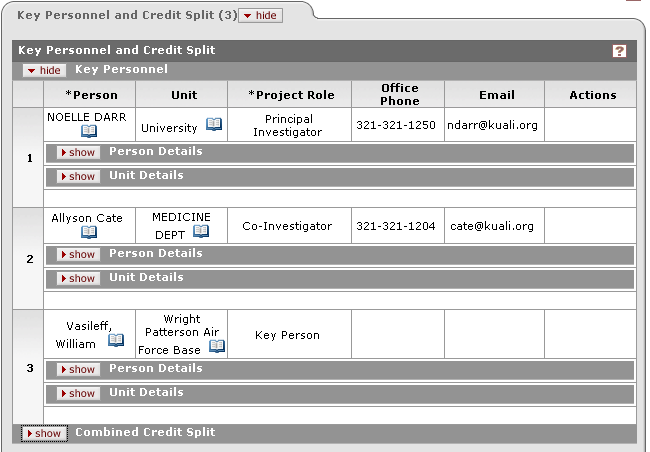 Key Personnel and Credit Split (3) hide
Key Personnel and Credit Split ?
hide Key Personnel
*Person Unit *Project Role Office Phone Email Actions
1
NOELLE DARR University Principal Investigator 321-321-1250 ndarr@kuali.org
show Person Details
show Unit Details
2
Allyson Cate MEDICINE DEPT Co-Investigator 321-321-1204 cate@kuali.org
show Person Details
show Unit Details
3
Vasileff, William Wright Patterson Air Force Base Key Person
show Person Details
show Unit Details
show Combined Credit Split